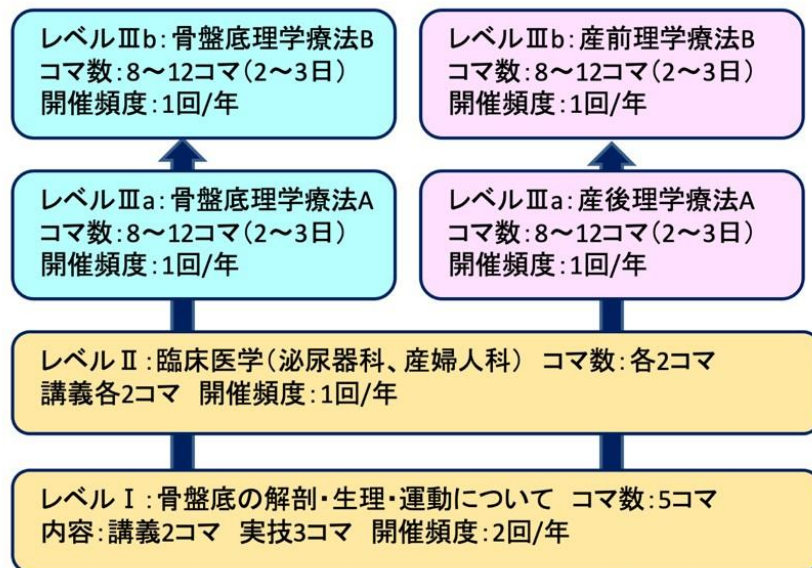 レベルⅢb:骨盤底理学療法B
コマ数:8～12コマ(2～3日)
開催頻度:1回/年
レベルⅢb:産前理学療法B
コマ数:8～12コマ(2～3日)
開催頻度:1回/年
レベルⅢa:骨盤底理学療法A
コマ数:8～12コマ(2～3日)
開催頻度:1回/年
レベルⅢa:産後理学療法A
コマ数:8～12コマ(2～3日)
開催頻度:1回/年
レベルⅡ:臨床医学(泌尿器科、産婦人科) コマ数:各2コマ
講義各2コマ 開催頻度:1回/年
レベルⅠ:骨盤底の解剖・生理・運動について コマ数:5コマ
内容:講義2コマ 実技3コマ 開催頻度:2回/年